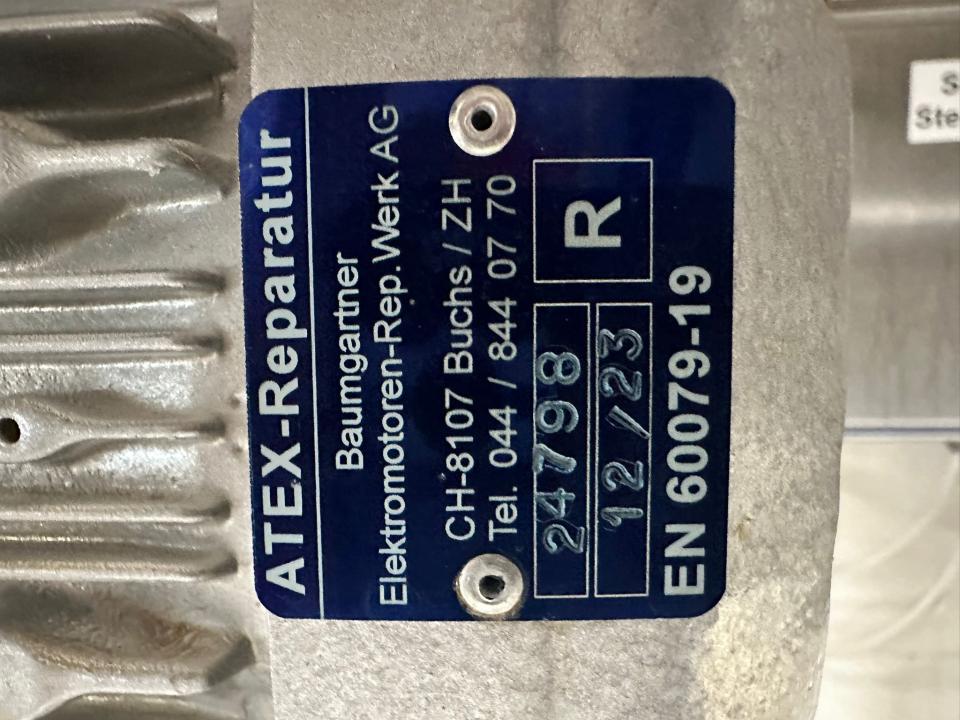 ATEX-Reparatur
Baumgartner
Elektromotoren-Rep.Werk AG
CH-8107 Buchs / ZH
Tel. 044 / 844 07 70
24798
R
12/23
EN 60079-19
S
Ste